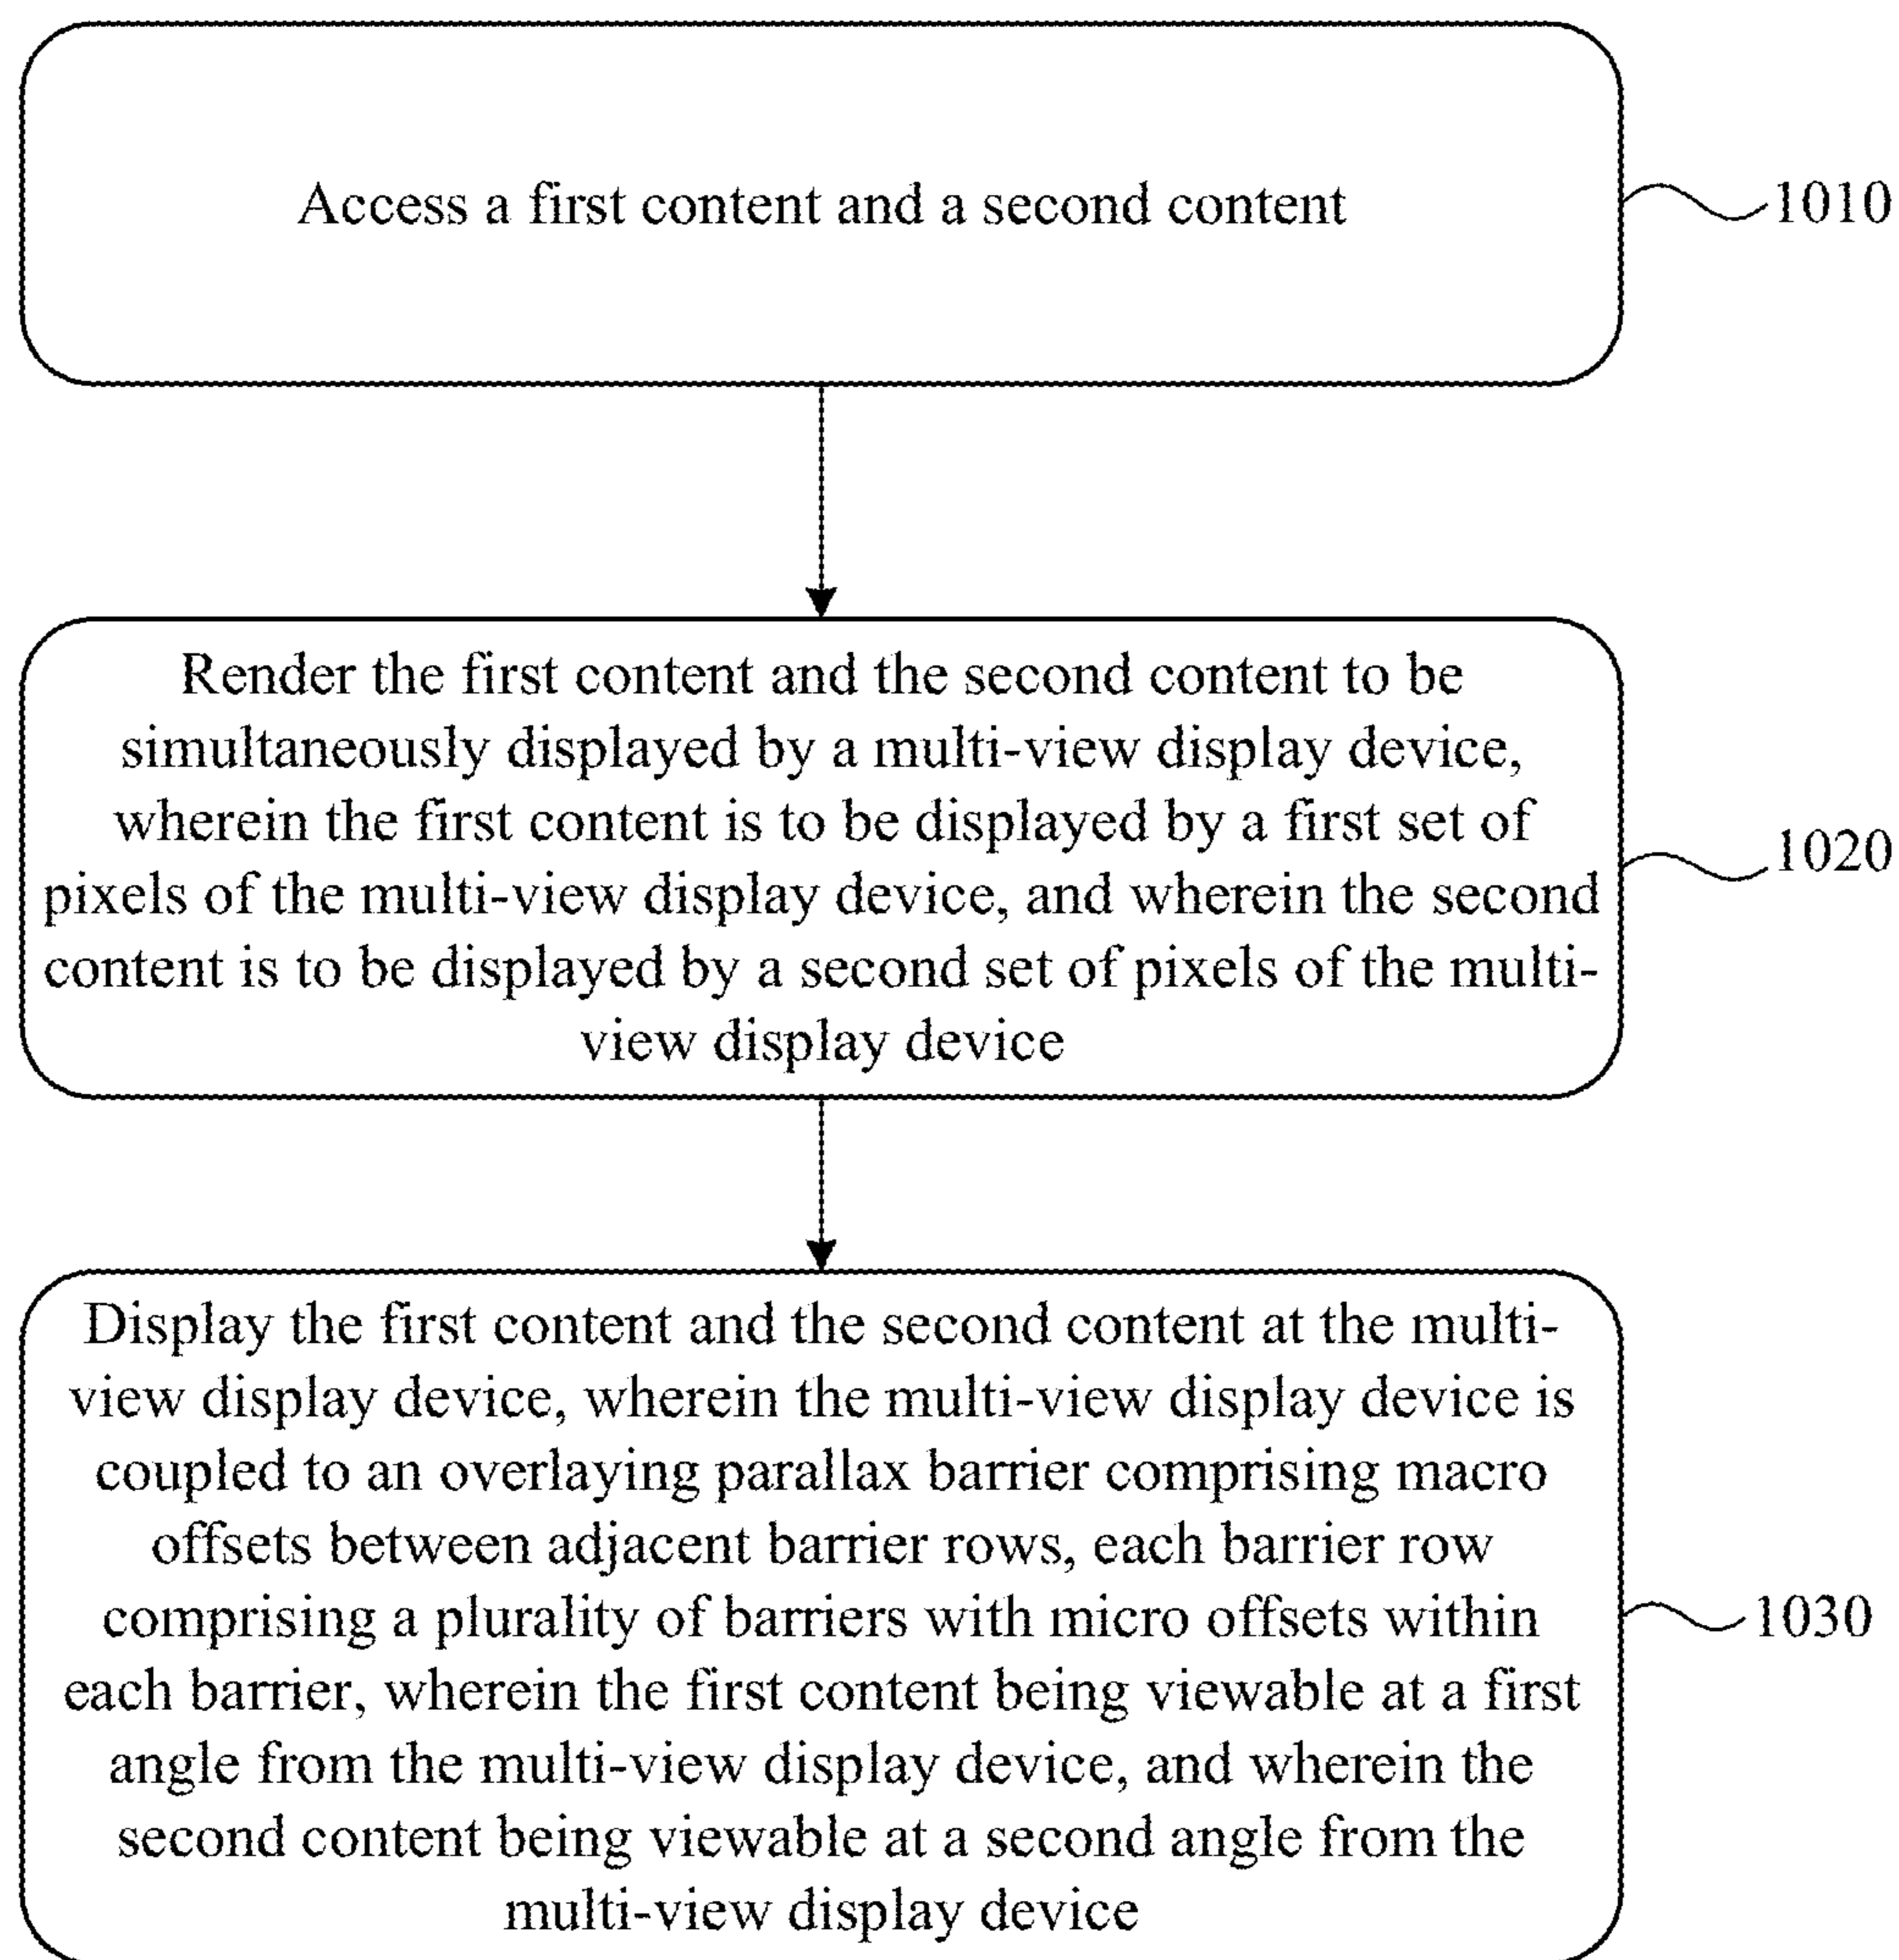 Access a first content and a second content
1010
Render the first content and the second content to be
simultaneously displayed by a multi-view display device,
wherein the first content is to be displayed by a first set of
pixels of the multi-view display device, and wherein the second
content is to be displayed by a second set of pixels of the multi-
view display device
1020
Display the first content and the second content at the multi-
view display device, wherein the multi-view display device is
coupled to an overlaying parallax barrier comprising macro
offsets between adjacent barrier rows, each barrier row
comprising a plurality of barriers with micro offsets within
each barrier, wherein the first content being viewable at a first
angle from the multi-view display device, and wherein the
second content being viewable at a second angle from the
multi-view display device
1030